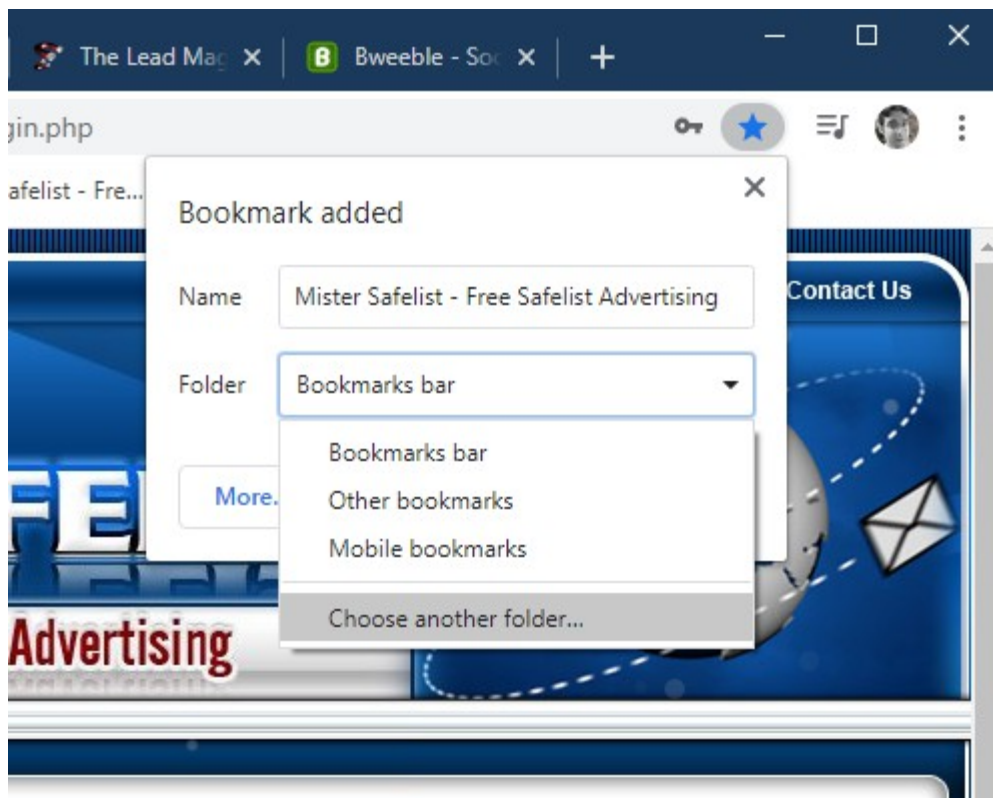 The Lead Mag
B Bweeble - Soc
gin.php
afelist - Fre...
Bookmark added
Name Mister Safelist - Free Safelist Advertising
Contact Us
Folder Bookmarks bar
Bookmarks bar
Other bookmarks
Mobile bookmarks
More.
Choose another folder...
FE
Advertising